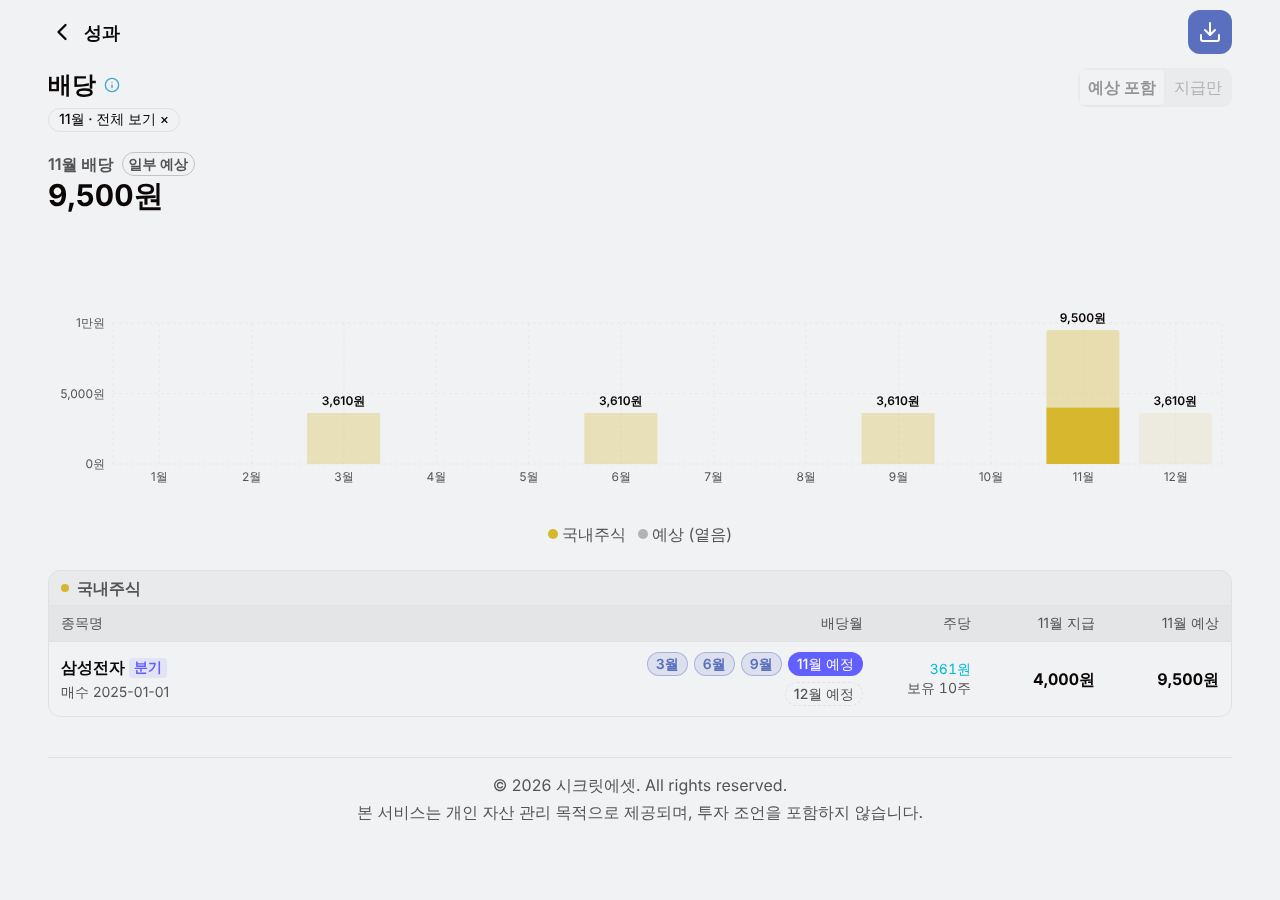 성과
배당
예상 포함 지급만
11월 · 전체 보기 ×
11월 배당 일부 예상
9,500원
1만원
5,000원
0원
3,610원 3,610원 3,610원 9,500원 3,610원
1월 2월 3월 4월 5월 6월 7월 8월 9월 10월 11월 12월
국내주식 예상 (옅음)
국내주식
종목명 배당월 주당 11월 지급 11월 예상
삼성전자 분기
매수 2025-01-01
3월 6월 9월 11월 예정
12월 예정
361원
보유 10주
4,000원
9,500원
© 2026 시크릿에셋. All rights reserved.
본 서비스는 개인 자산 관리 목적으로 제공되며, 투자 조언을 포함하지 않습니다.